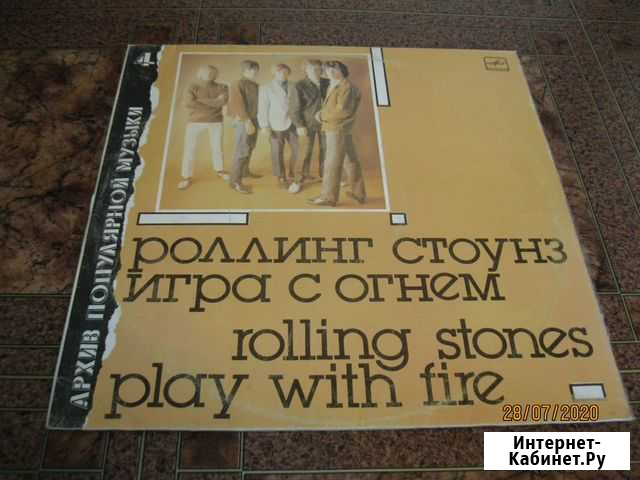 АРХИВ ПОПУЛЯРНОЙ МУЗЫКИ 4
роллинг стоунз
игра с огнем
rolling stones
play with fire
28/07/2020
Интернет-
Кабинет.Ру